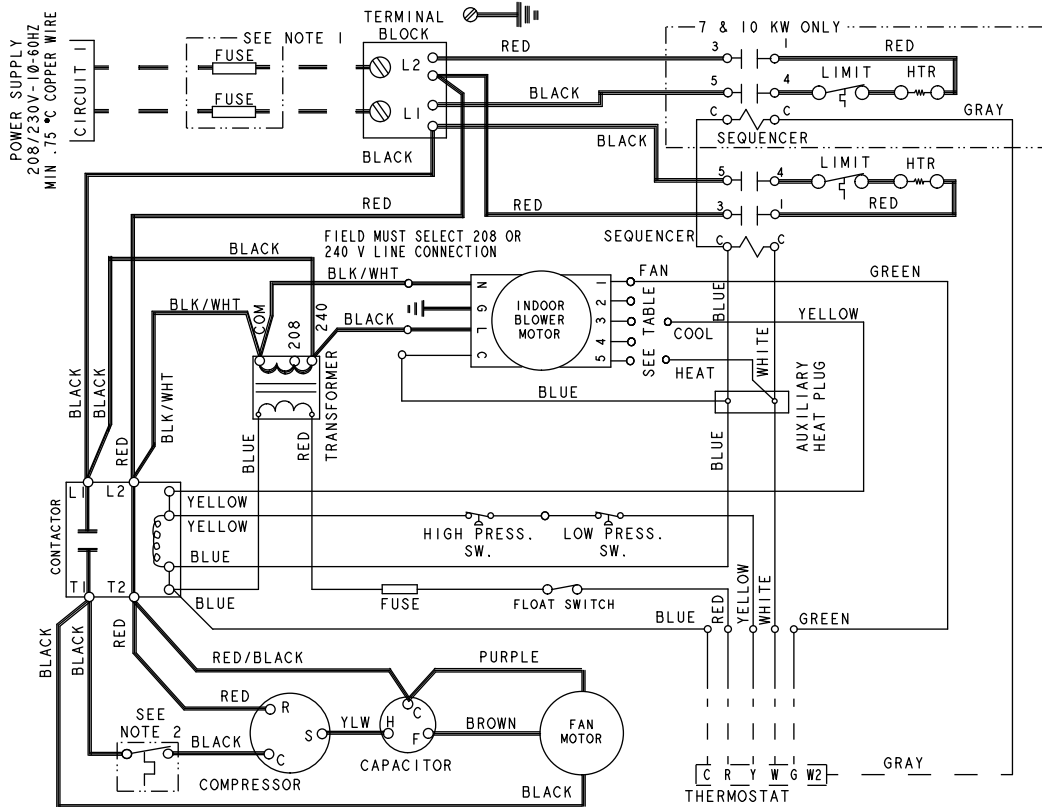 POWER SUPPLY
208/230V-1Ø-60HZ
MIN .75 °C COPPER WIRE
CIRCUIT 1
SEE NOTE 1
FUSE
FUSE
TERMINAL
BLOCK
L2
L1
RED
BLACK
BLACK
BLACK
RED
RED
7 & 10 KW ONLY
3
1
RED
5
4
LIMIT
HTR
C
C
GRAY
SEQUENCER
5
4
LIMIT
HTR
3
1
RED
SEQUENCER
C
C
FIELD MUST SELECT 208 OR
240 V LINE CONNECTION
BLACK
BLK/WHT
BLK/WHT
BLACK
COM
208
240
TRANSFORMER
N
G
L
C
INDOOR
BLOWER
MOTOR
1
2
3
4
5
FAN
SEE TABLE
COOL
HEAT
GREEN
YELLOW
BLUE
WHITE
BLUE
AUXILIARY
HEAT PLUG
BLUE
BLACK
BLACK
RED
BLK/WHT
BLUE
RED
CONTACTOR
L1
L2
T1
T2
YELLOW
YELLOW
BLUE
BLUE
HIGH PRESS.
SW.
LOW PRESS.
SW.
FUSE
FLOAT SWITCH
BLUE
RED
YELLOW
WHITE
GREEN
BLACK
BLACK
RED
RED/BLACK
PURPLE
RED
R
S
C
YLW
H
C
F
BROWN
FAN
MOTOR
SEE
NOTE 2
BLACK
COMPRESSOR
CAPACITOR
BLACK
C R Y W G W2
GRAY
THERMOSTAT